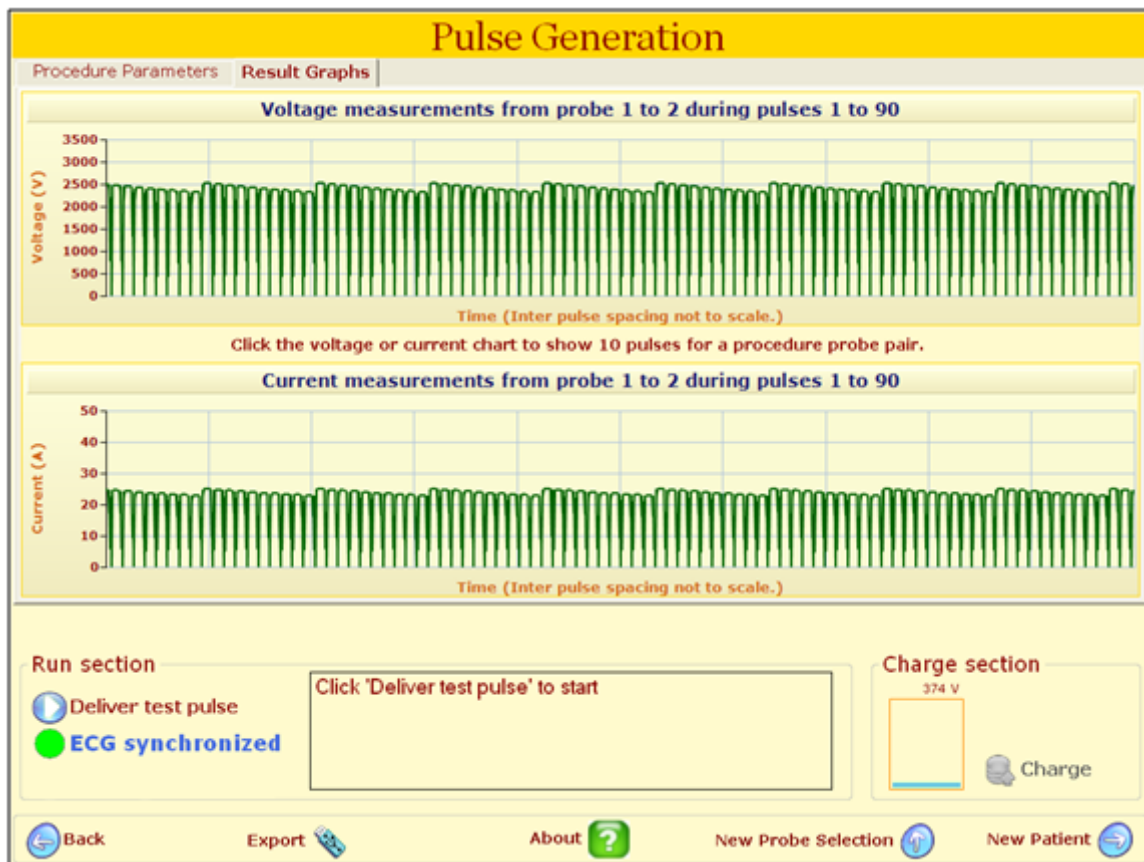 Pulse Generation
Procedure Parameters Result Graphs
Voltage measurements from probe 1 to 2 during pulses 1 to 90
Voltage (V)
3500
3000
2500
2000
1500
1000
500
0
Time (Inter pulse spacing not to scale.)
Click the voltage or current chart to show 10 pulses for a procedure probe pair.
Current measurements from probe 1 to 2 during pulses 1 to 90
Current (A)
50
40
30
20
10
0
Time (Inter pulse spacing not to scale.)
Run section
Deliver test pulse
ECG synchronized
Click 'Deliver test pulse' to start
Charge section
374 V
Charge
Back Export About ? New Probe Selection New Patient